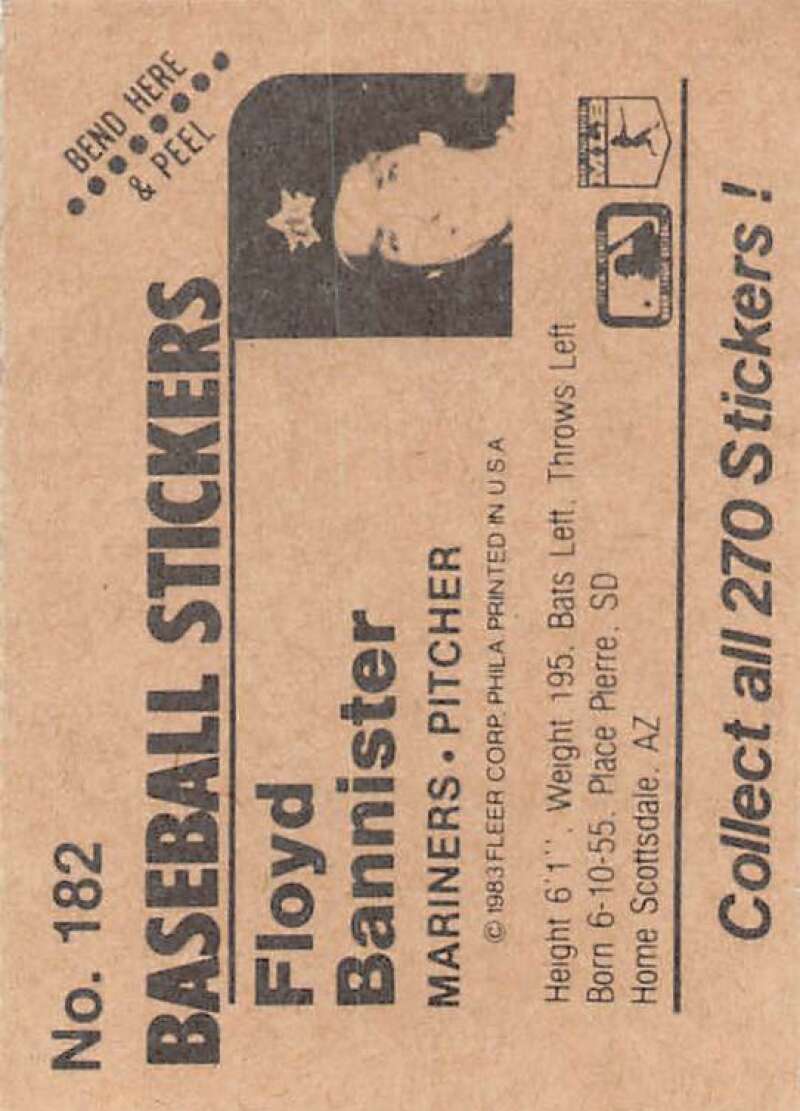 No. 182
BEND HERE
& PEEL
BASEBALL STICKERS
Floyd
Bannister
MARINERS • PITCHER
© 1983 FLEER CORP. PHILA. PRINTED IN U S A
Height 6'1''. Weight 195. Bats Left. Throws Left
Born 6-10-55. Place Pierre, SD
Home Scottsdale, AZ
Collect all 270 Stickers!